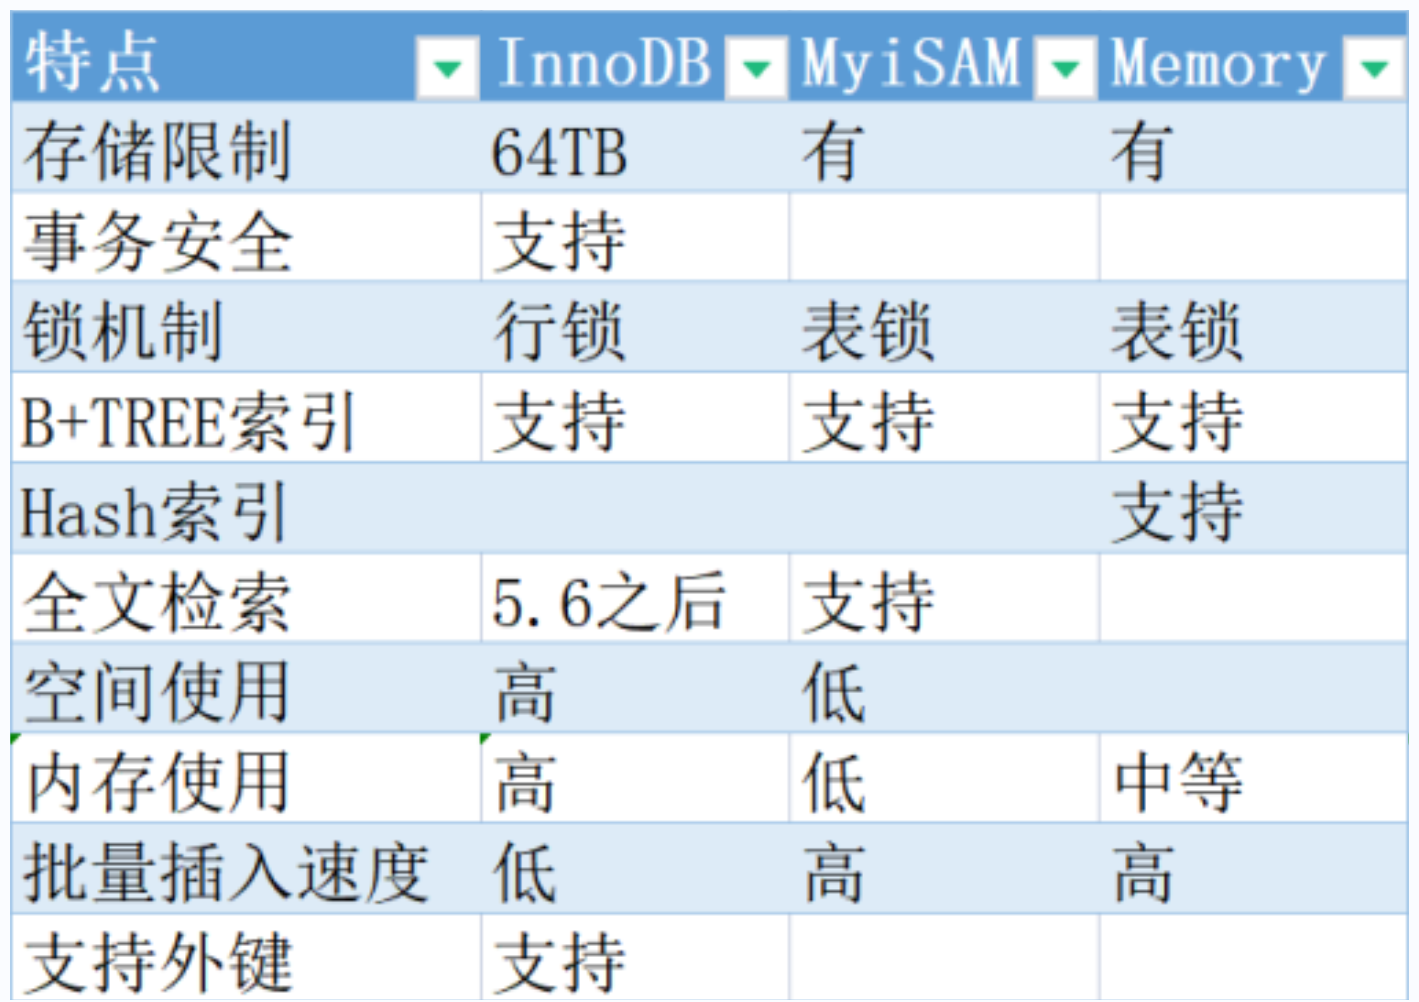 特点 InnoDB MyiSAM Memory
存储限制 64TB 有 有
事务安全 支持
锁机制 行锁 表锁 表锁
B+TREE索引 支持 支持 支持
Hash索引 支持
全文检索 5.6之后 支持
空间使用 高 低
内存使用 高 低 中等
批量插入速度 低 高 高
支持外键 支持